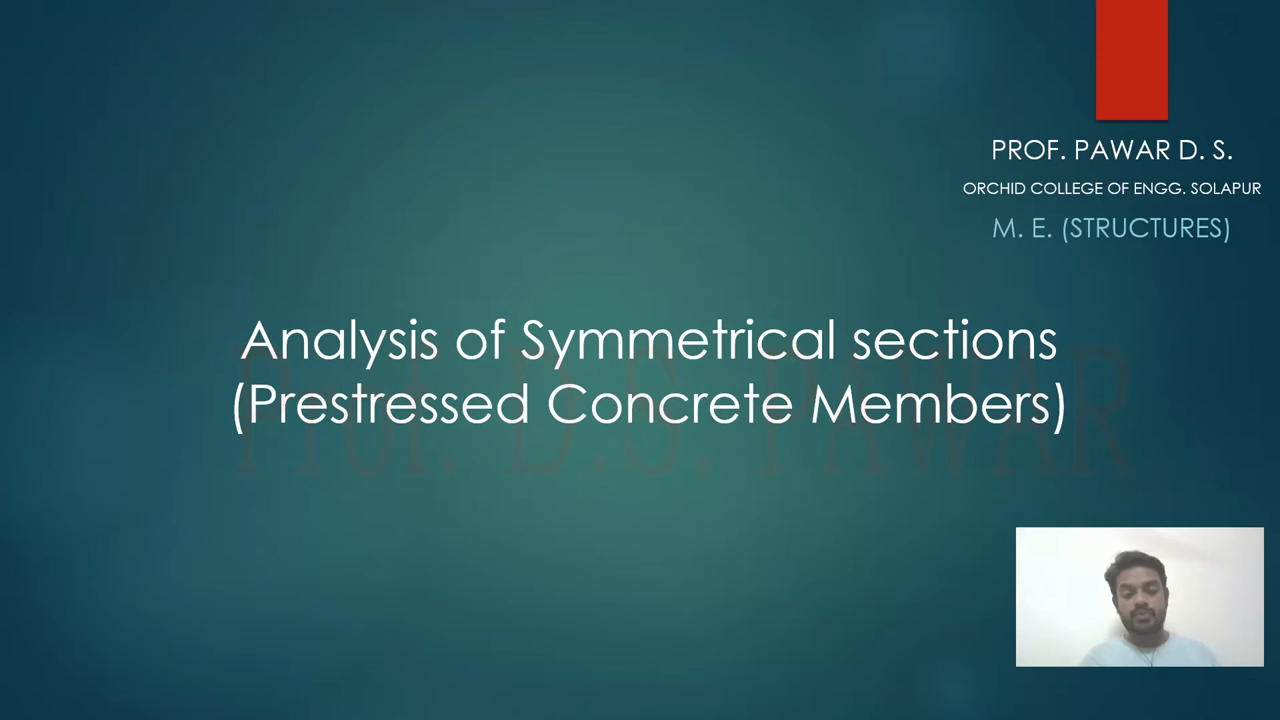 PROF. PAWAR D. S.
ORCHID COLLEGE OF ENGG. SOLAPUR
M. E. (STRUCTURES)
Analysis of Symmetrical sections
(Prestressed Concrete Members)
Prof. D.S. PAWAR